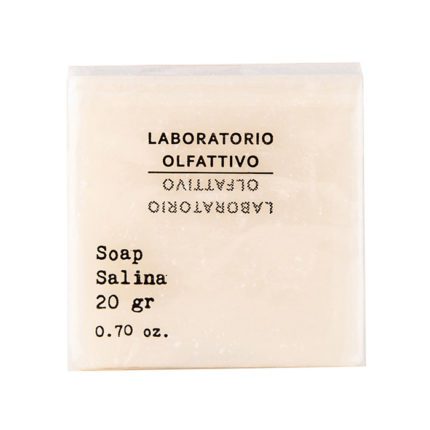 LABORATORIO
OLFATTIVO
OLFATTIVO
LABORATORIO
Soap
Salina
20 gr
0.70 oz.